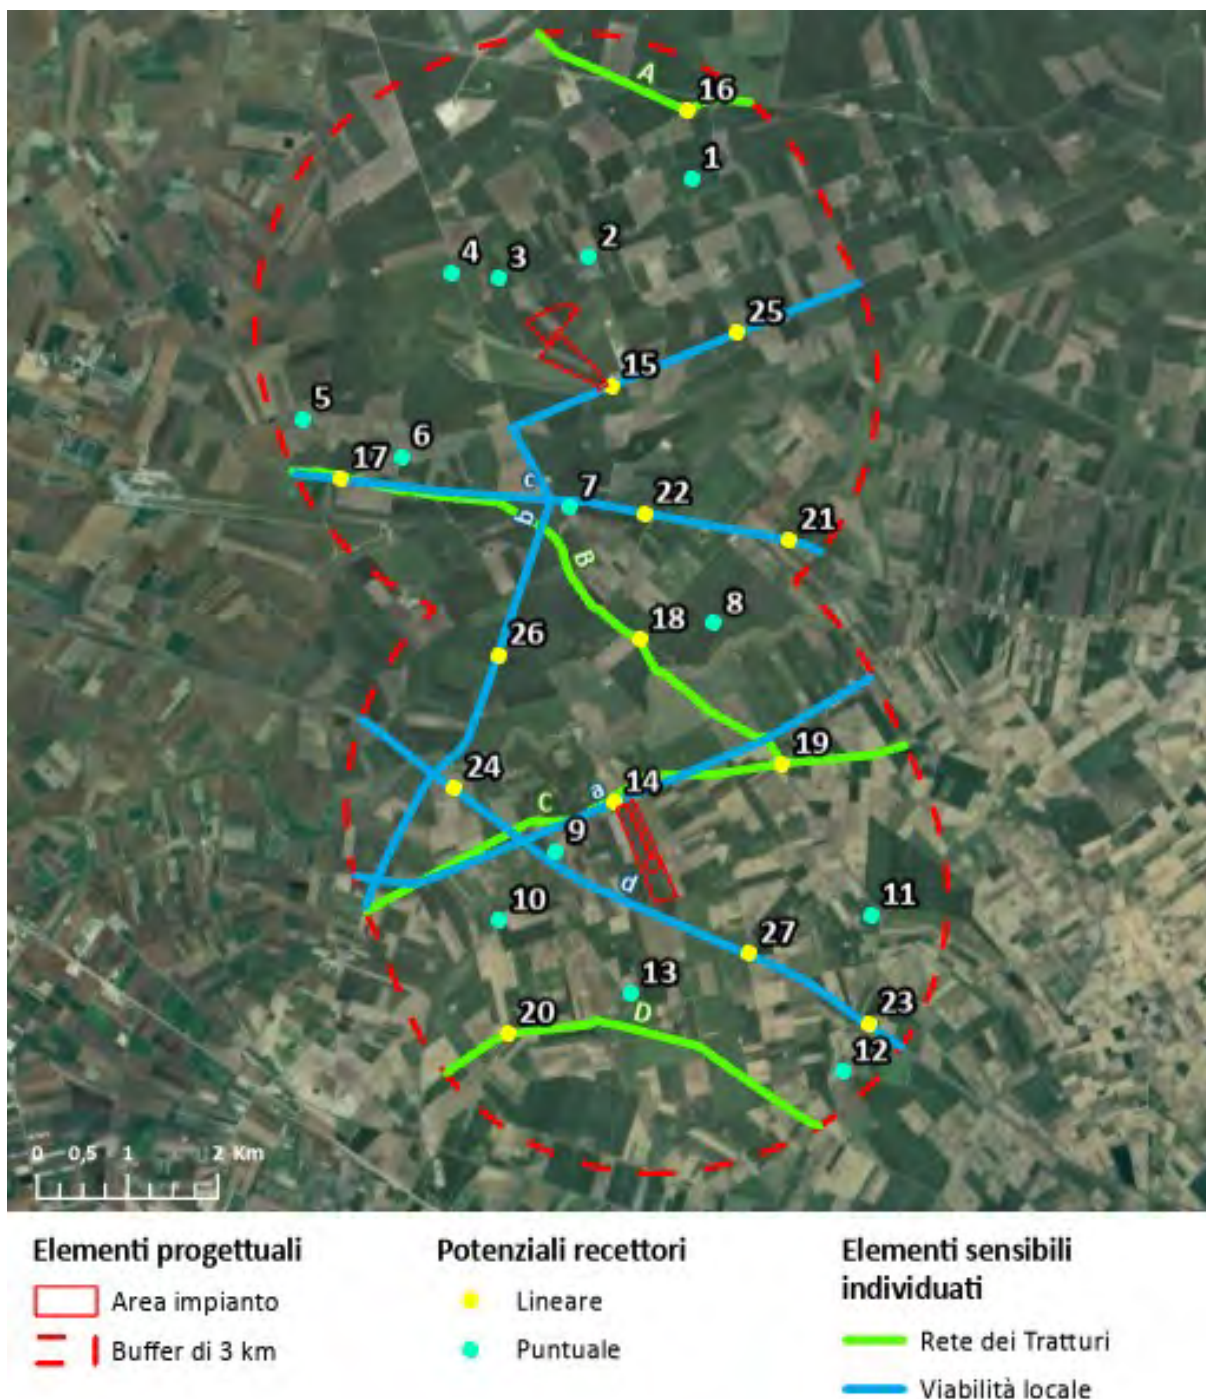 A
16
1
2
4
3
25
15
5
6
17
c
7
22
b
21
B
8
18
26
19
24
14
a
C
9
d
10
11
27
13
D
23
20
12
0 0,5 1 2 Km
Elementi progettuali
Area impianto
Buffer di 3 km
Potenziali recettori
Lineare
Puntuale
Elementi sensibili
individuati
Rete dei Tratturi
Viabilità locale